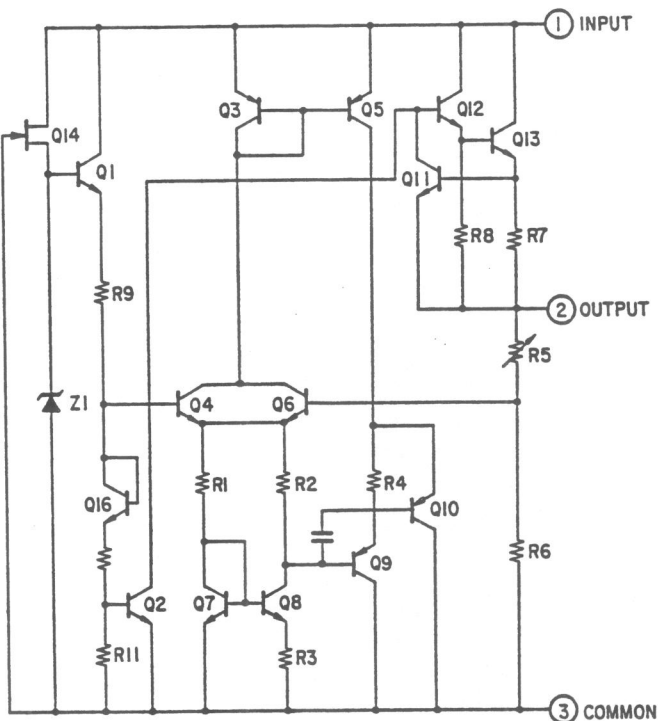 1 INPUT
Q3
Q5
Q12
Q14
Q13
Q1
Q11
R8
R7
R9
2 OUTPUT
R5
Z1
Q4
Q6
R1
R2
R4
Q16
Q10
R6
Q9
Q2
Q7
Q8
R11
R3
3 COMMON